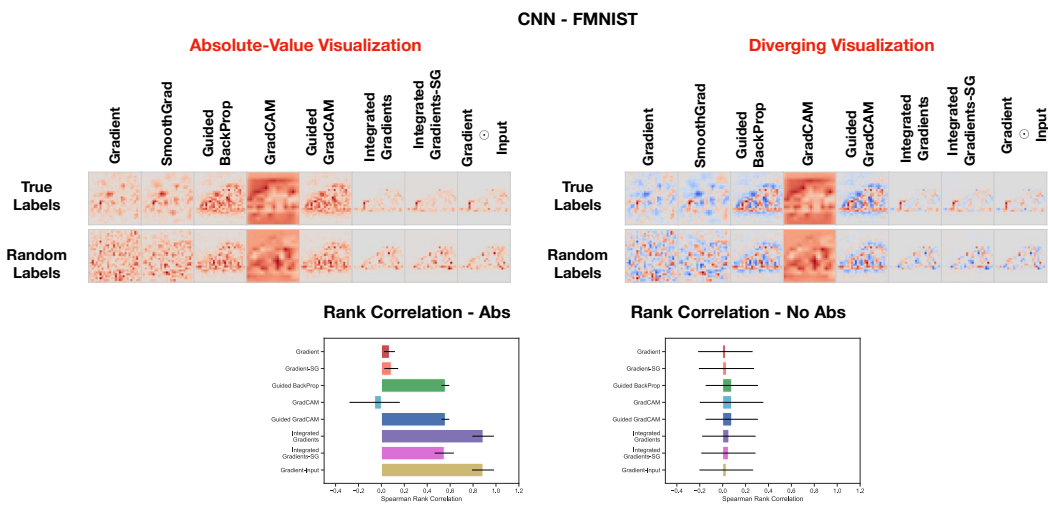 CNN - FMNIST
Absolute-Value Visualization
Gradient
SmoothGrad
Guided
BackProp
GradCAM
Guided
GradCAM
Integrated
Gradients
Integrated
Gradients-SG
Gradient
⊙
Input
True
Labels
Random
Labels
Diverging Visualization
Gradient
SmoothGrad
Guided
BackProp
GradCAM
Guided
GradCAM
Integrated
Gradients
Integrated
Gradients-SG
Gradient
⊙
Input
True
Labels
Random
Labels
Rank Correlation - Abs
Gradient
Gradient-SG
Guided BackProp
GradCAM
Guided GradCAM
Integrated
Gradients
Integrated
Gradients-SG
Gradient-Input
−0.4 −0.2 0.0 0.2 0.4 0.6 0.8 1.0 1.2
Spearman Rank Correlation
Rank Correlation - No Abs
Gradient
Gradient-SG
Guided BackProp
GradCAM
Guided GradCAM
Integrated
Gradients
Integrated
Gradients-SG
Gradient-Input
−0.4 −0.2 0.0 0.2 0.4 0.6 0.8 1.0 1.2
Spearman Rank Correlation